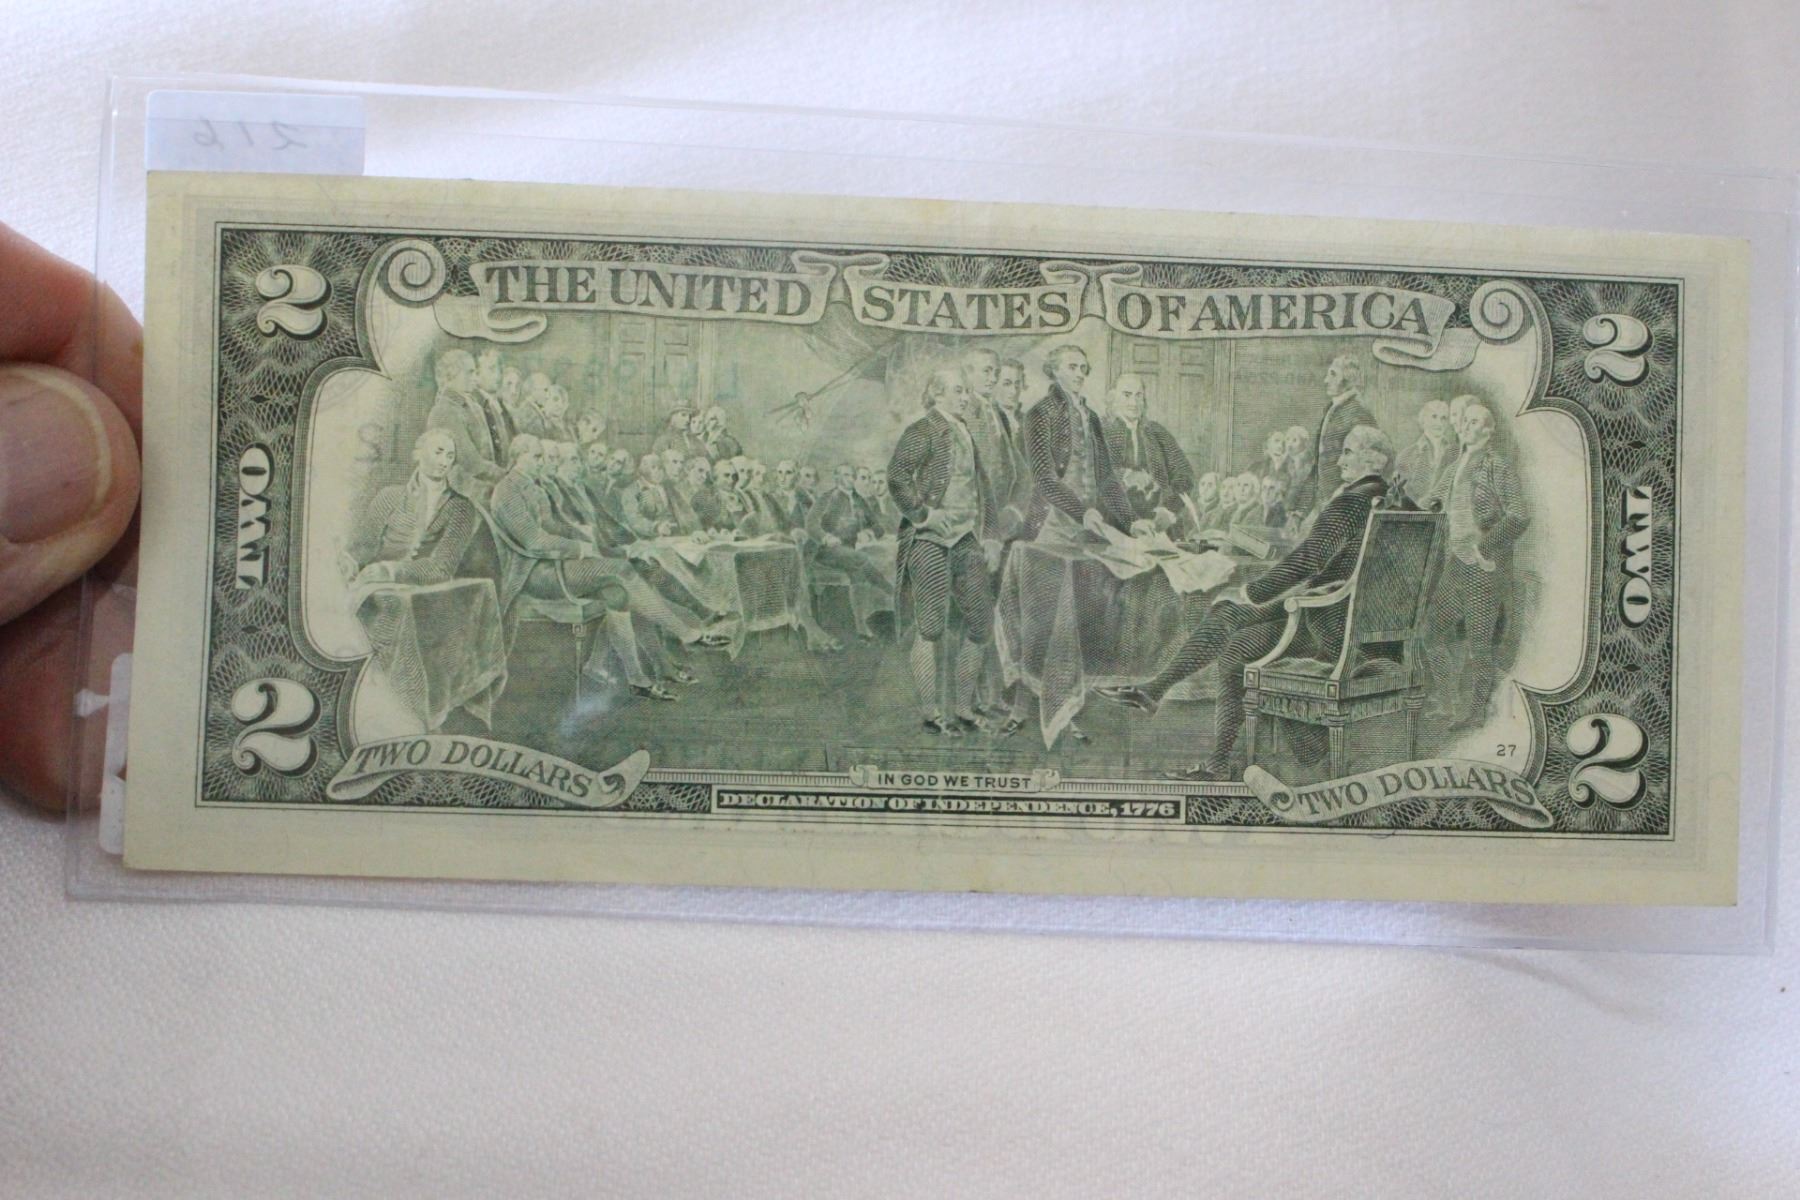 216
2 THE UNITED STATES OF AMERICA 2
TWO TWO
27
2 TWO DOLLARS IN GOD WE TRUST TWO DOLLARS 2
DECLARATION OF INDEPENDENCE, 1776